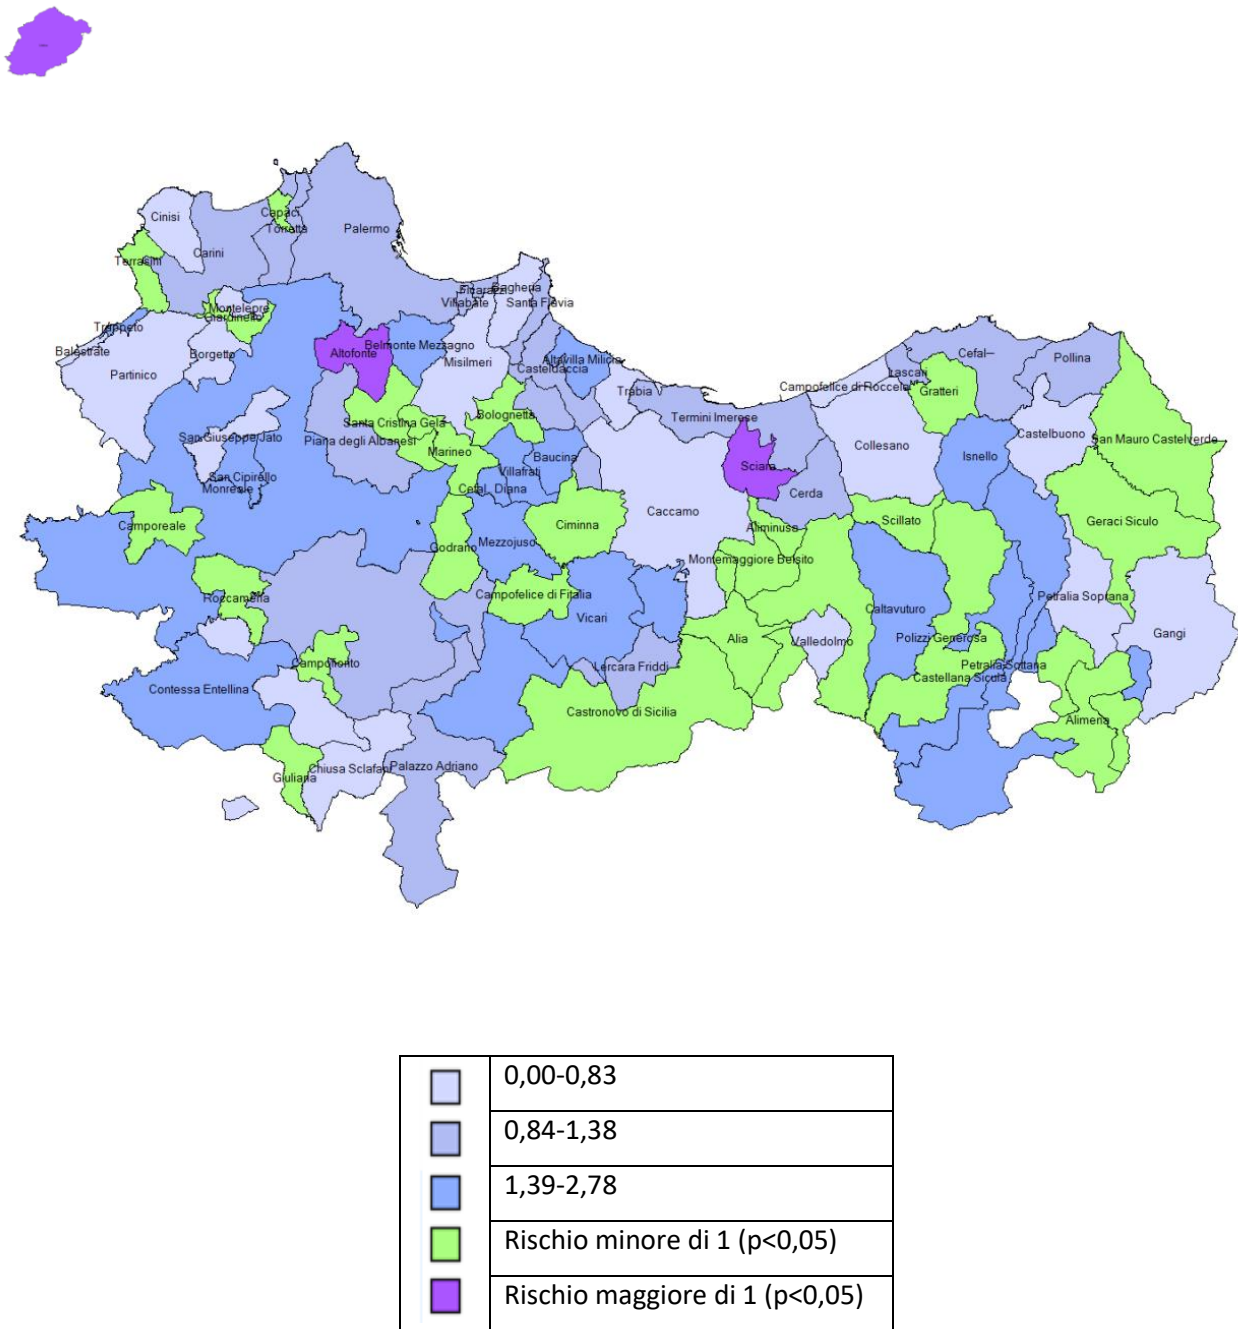 Cinisi
Capaci
Torretta
Palermo
Carini
Terrasini
Montelepre
Giardinello
Trappeto
Balestrate
Borgetto
Partinico
Altofonte
Belmonte Mezzagno
Misilmeri
Ficarazzi
Bagheria
Villabate
Santa Flavia
Casteldaccia
Altavilla Milicia
Trabia
Termini Imerese
Campofelice di Roccella
Lascari
Cefal
Gratteri
Pollina
Collesano
Castelbuono
Isnello
San Mauro Castelverde
Geraci Siculo
Santa Cristina Gela
Piana degli Albanesi
San Giuseppe Jato
San Cipirello
Monreale
Marineo
Bolognetta
Villafrati
Baucina
Cefal Diana
Ciminna
Caccamo
Sciara
Cerda
Aliminusa
Scillato
Montemaggiore Belsito
Camporeale
Godrano
Mezzojuso
Roccamena
Campofelice di Fitalia
Vicari
Alia
Valledolmo
Caltavuturo
Polizzi Generosa
Petralia Soprana
Petralia Sottana
Castellana Sicula
Gangi
Alimena
Contessa Entellina
Campofiorito
Lercara Friddi
Castronovo di Sicilia
Giuliana
Chiusa Sclafani
Palazzo Adriano
0,00-0,83
0,84-1,38
1,39-2,78
Rischio minore di 1 (p<0,05)
Rischio maggiore di 1 (p<0,05)